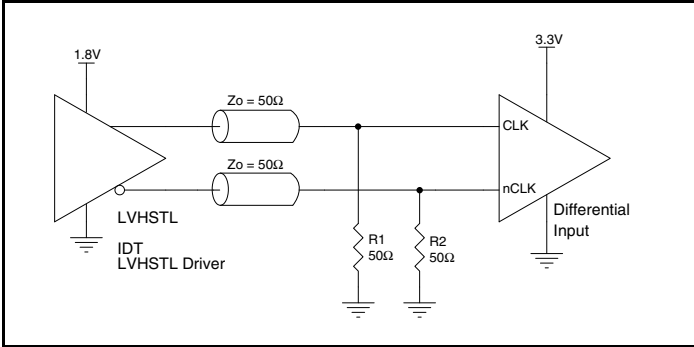 1.8V
3.3V
Zo = 50Ω
CLK
Zo = 50Ω
nCLK
LVHSTL
IDT
LVHSTL Driver
R1
50Ω
R2
50Ω
Differential
Input